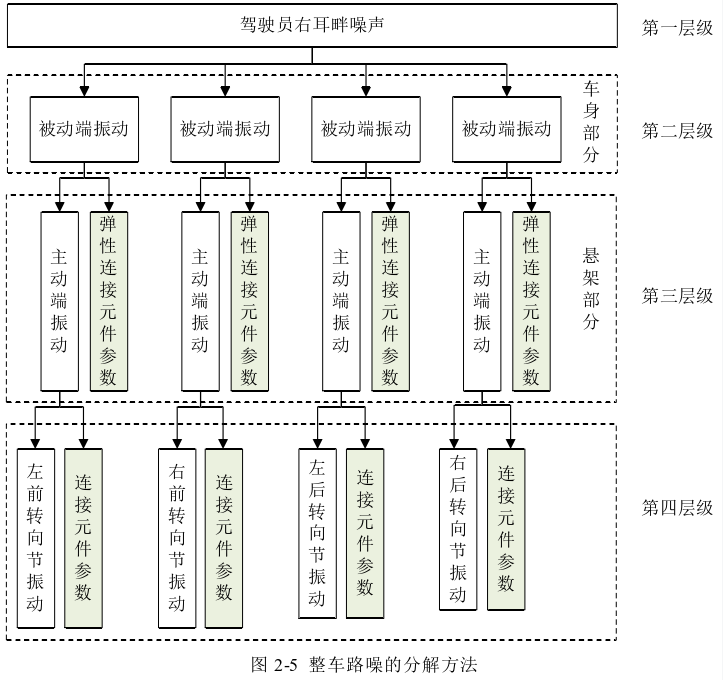 驾驶员右耳畔噪声
第一层级
被动端振动
被动端振动
被动端振动
被动端振动
车身部分
第二层级
主动端振动
弹性连接元件参数
主动端振动
弹性连接元件参数
主动端振动
弹性连接元件参数
主动端振动
弹性连接元件参数
悬架部分
第三层级
左前转向节振动
连接元件参数
右前转向节振动
连接元件参数
左后转向节振动
连接元件参数
右后转向节振动
连接元件参数
第四层级
图 2-5 整车路噪的分解方法